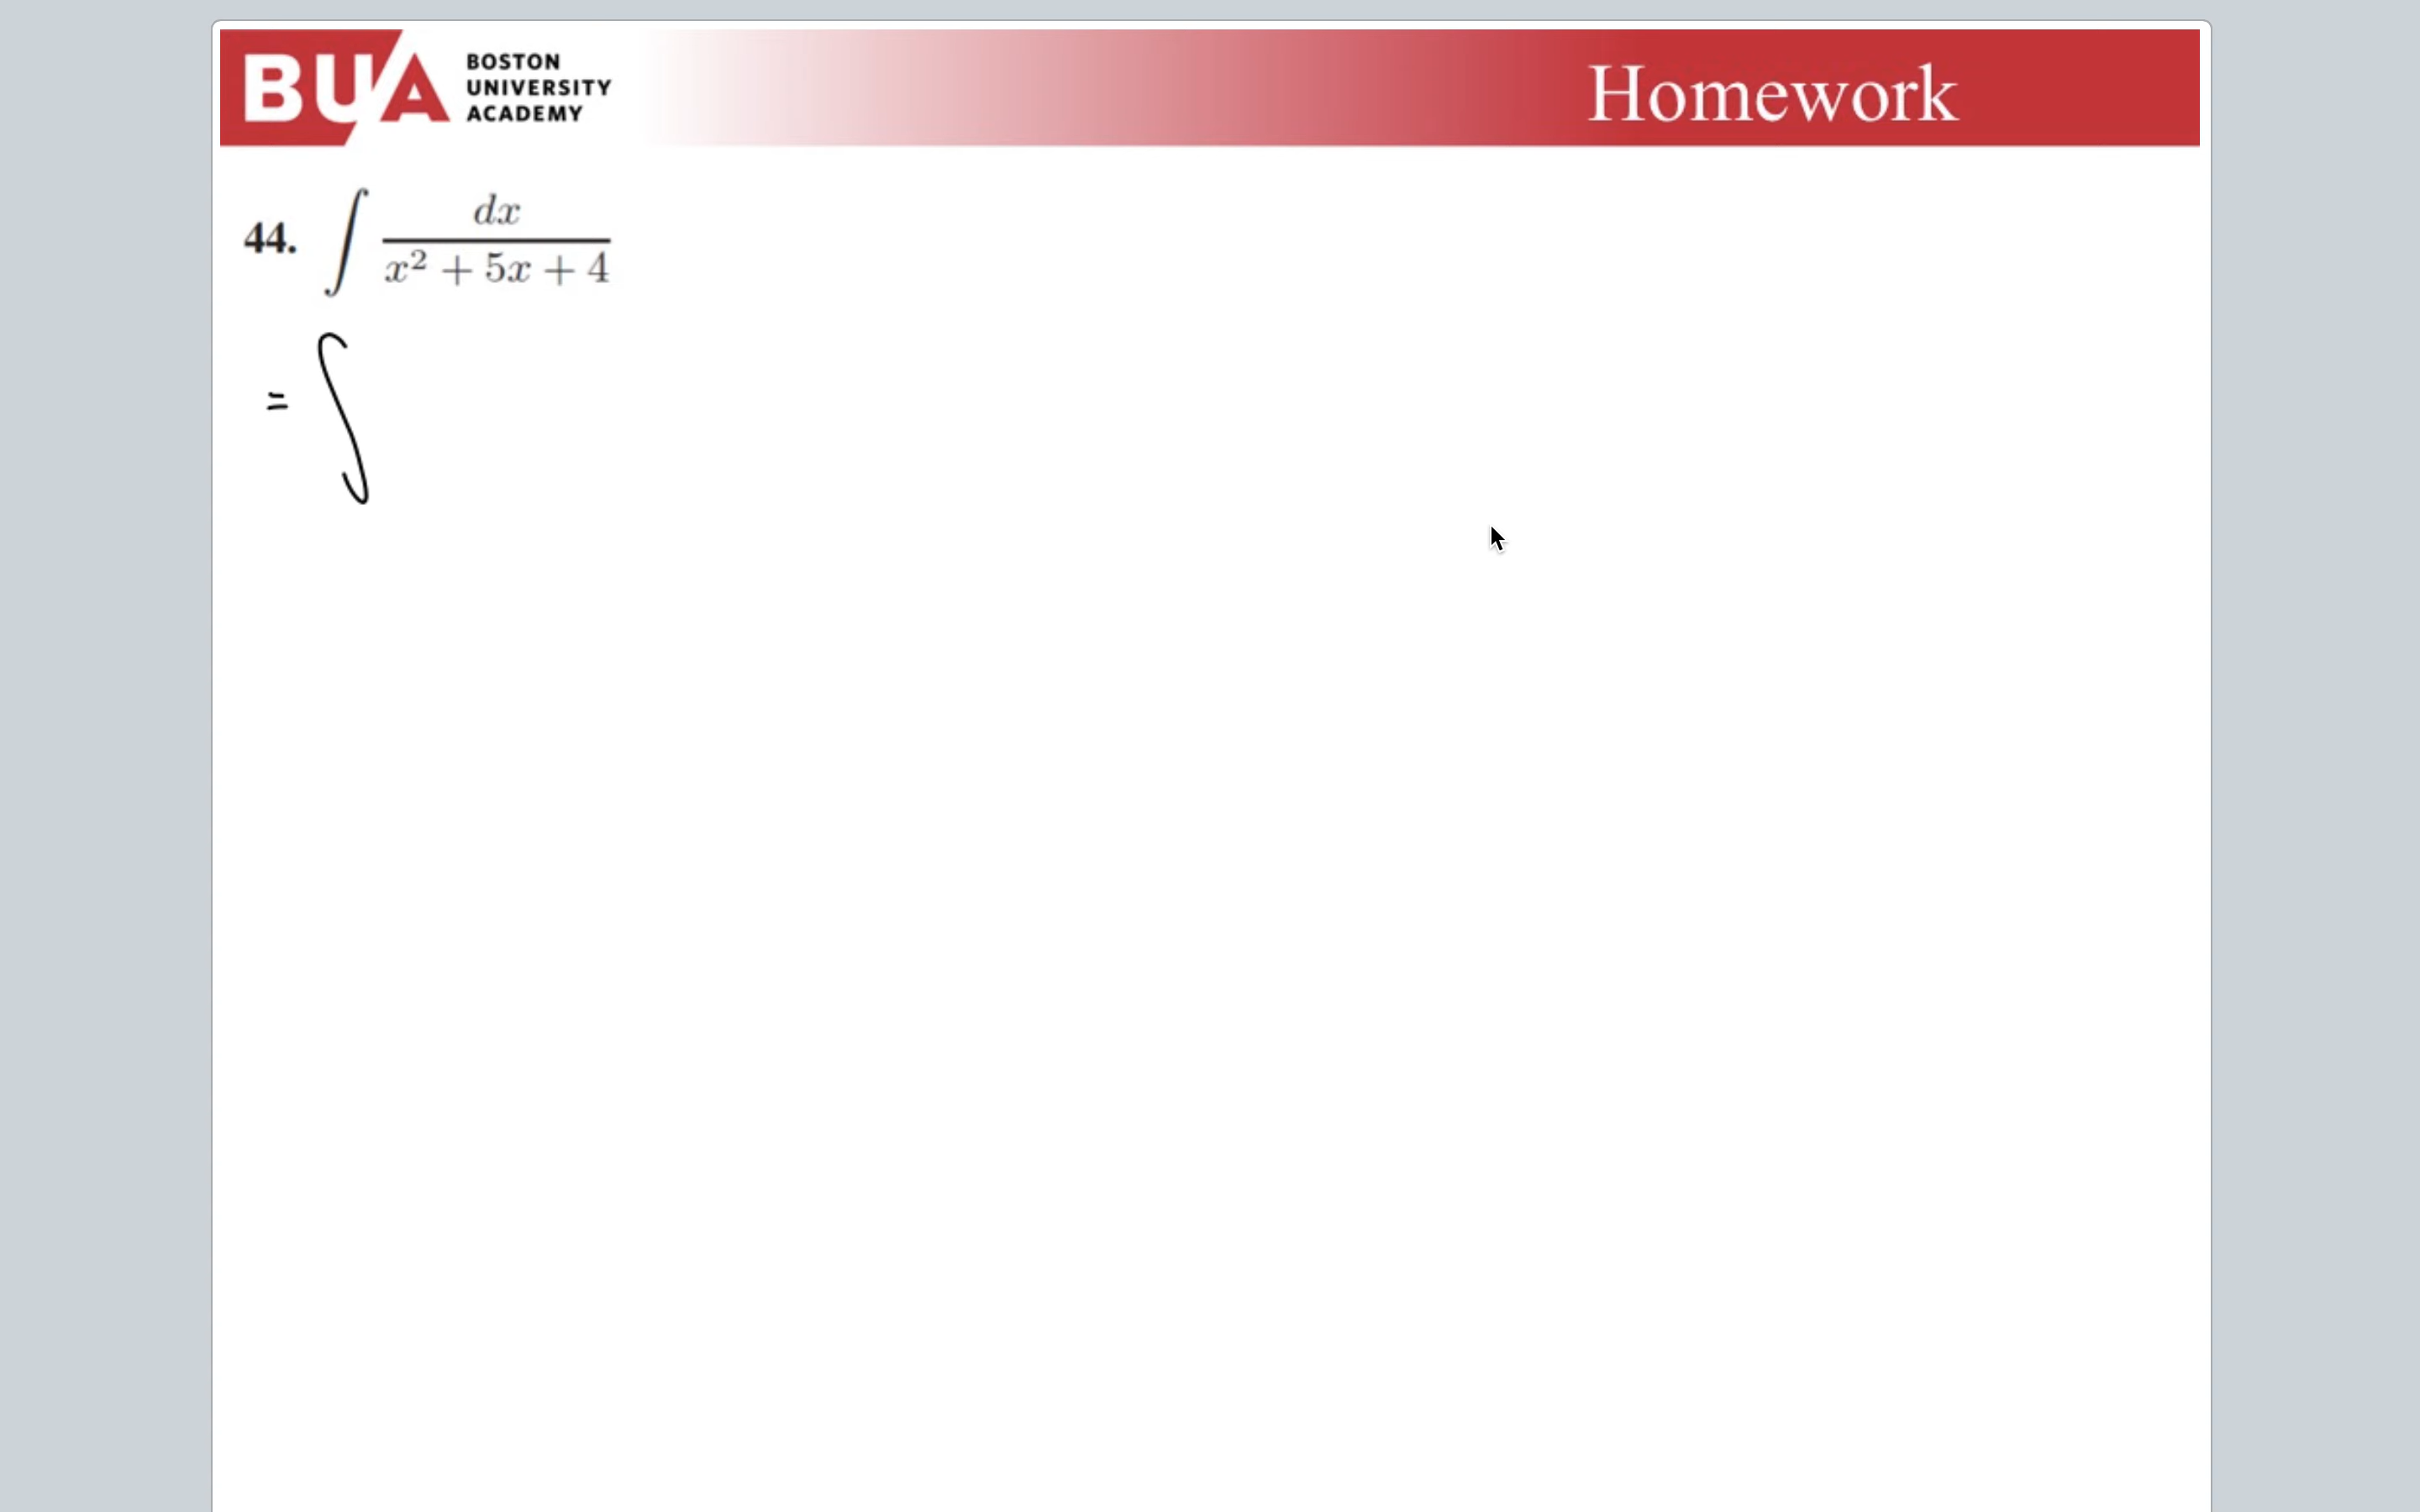 BUA BOSTON UNIVERSITY ACADEMY Homework
44. ∫ dx / (x² + 5x + 4)
= ∫